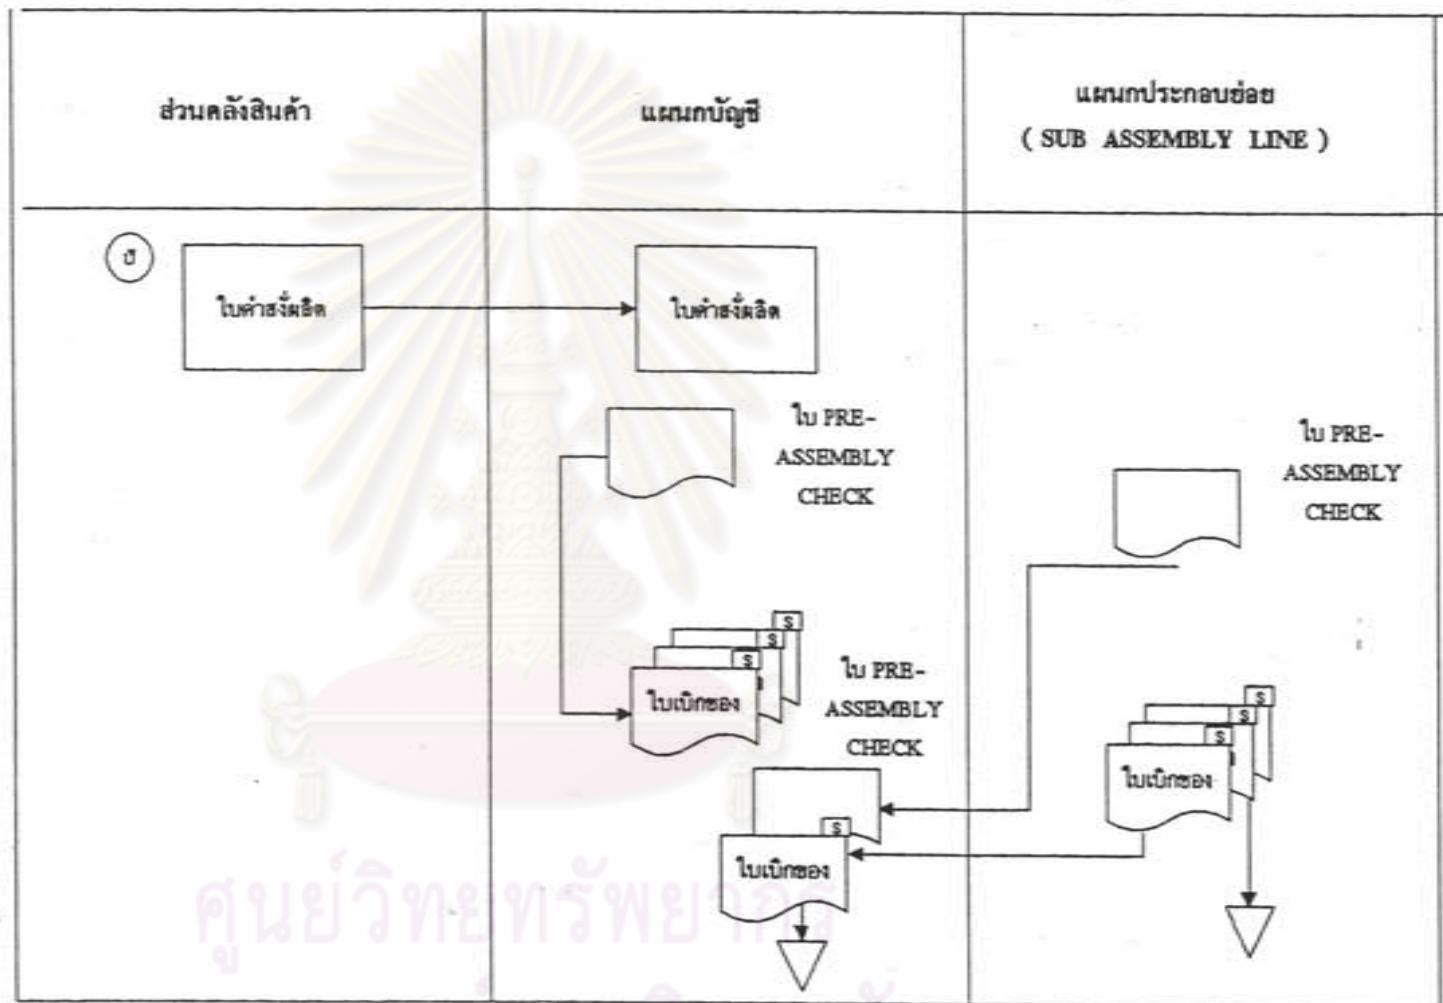 ส่วนคลังสินค้า
แผนกบัญชี
แผนกประกอบย่อย
( SUB ASSEMBLY LINE )
ใบคำสั่งผลิต
ใบคำสั่งผลิต
ใบ PRE-
ASSEMBLY
CHECK
ใบ PRE-
ASSEMBLY
CHECK
S
S
S
ใบเบิกของ
ใบ PRE-
ASSEMBLY
CHECK
S
S
S
ใบเบิกของ
S
ใบเบิกของ
ศูนย์วิทยทรัพยากร